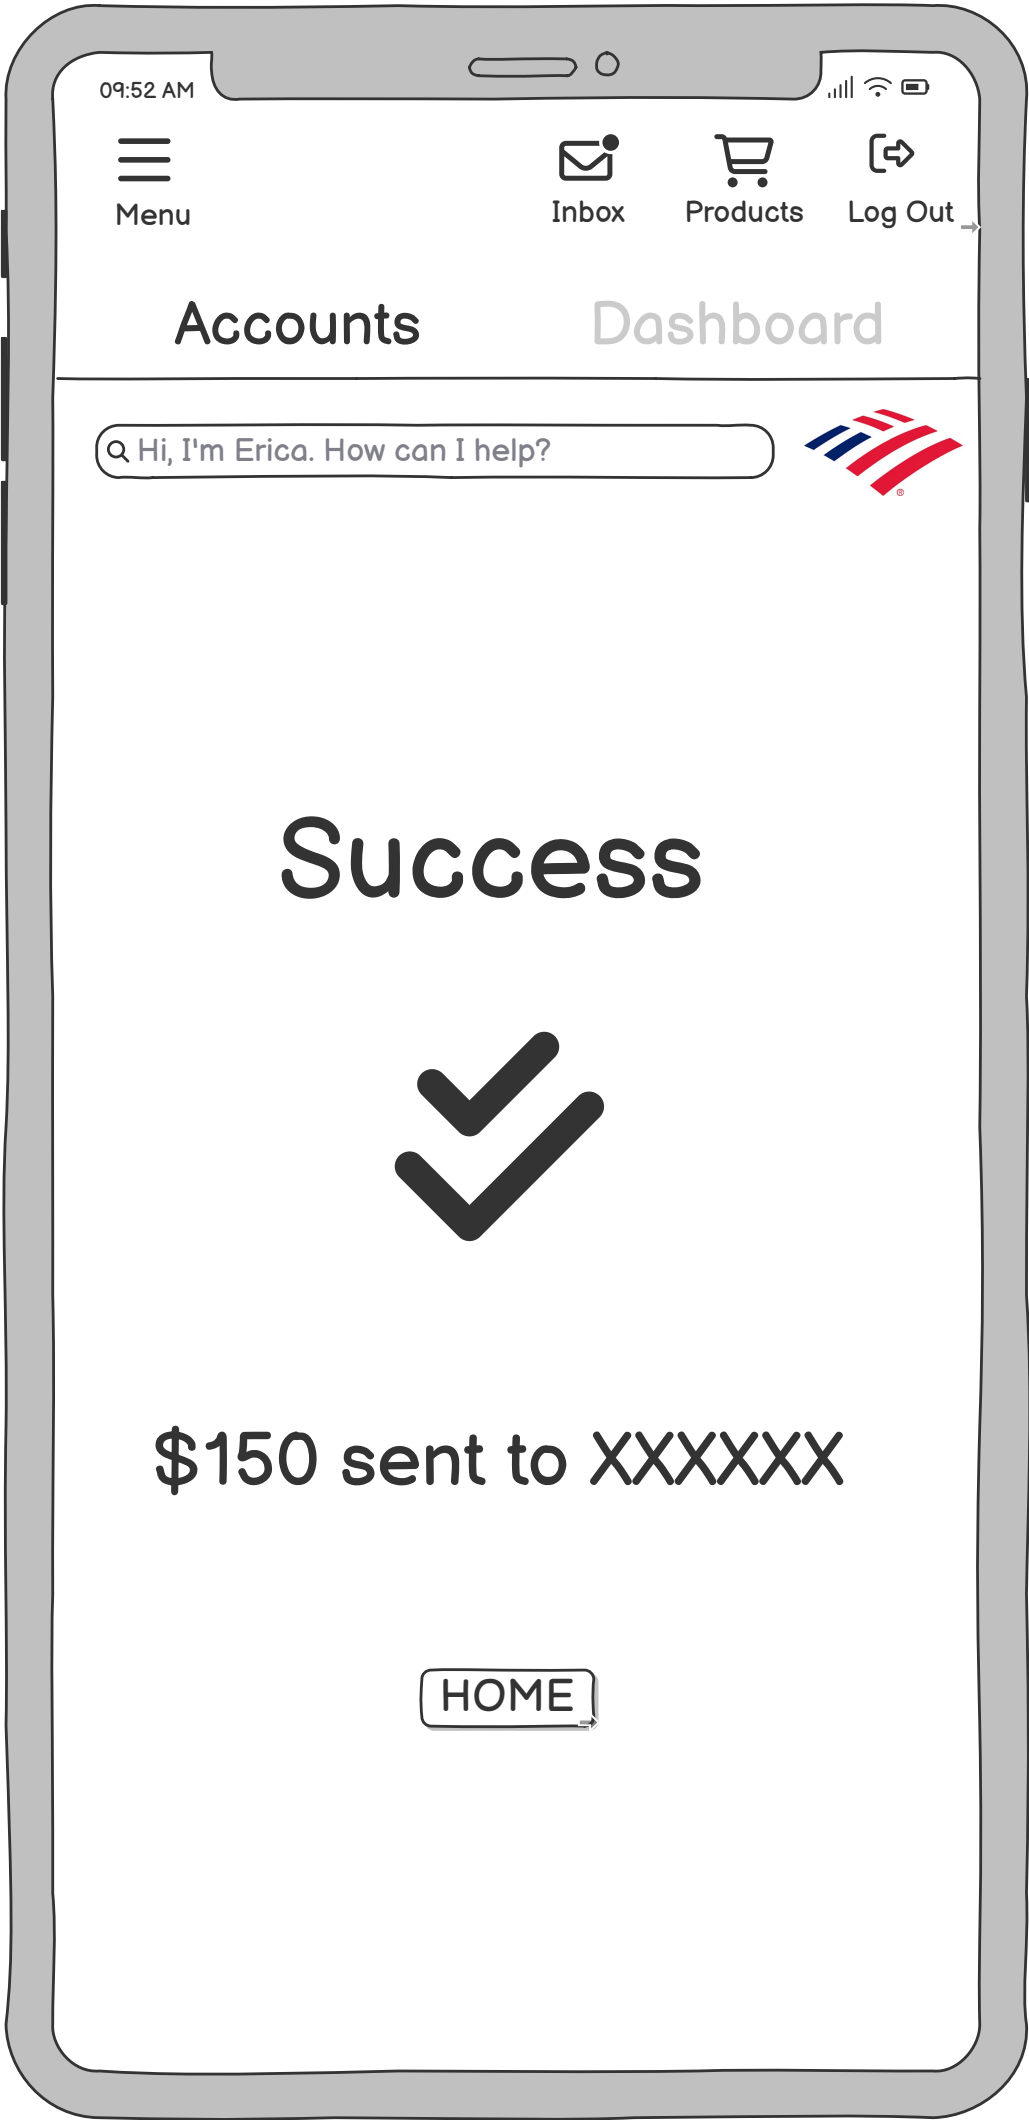 09:52 AM
Menu
Inbox
Products
Log Out
Accounts
Dashboard
Hi, I'm Erica. How can I help?
®
Success
$150 sent to XXXXXX
HOME